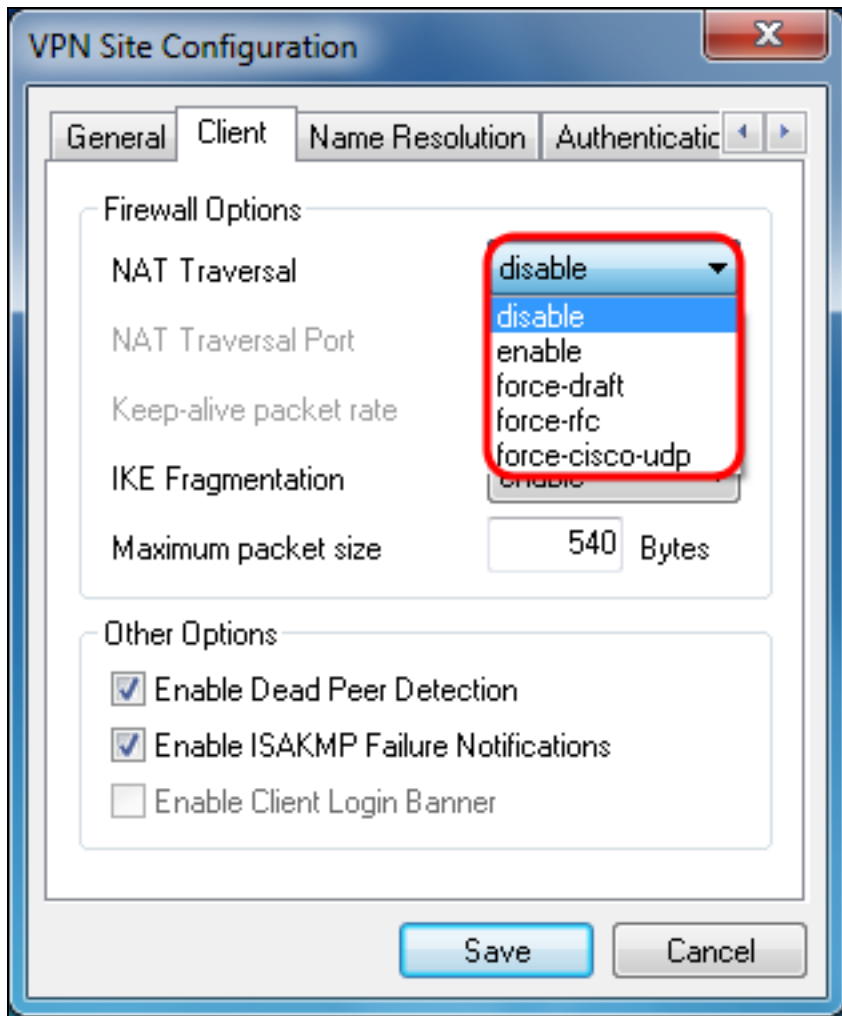 VPN Site Configuration
General Client Name Resolution Authenticatic
Firewall Options
NAT Traversal disable
disable
enable
force-draft
force-rfc
force-cisco-udp
NAT Traversal Port
Keep-alive packet rate
IKE Fragmentation enable
Maximum packet size 540 Bytes
Other Options
Enable Dead Peer Detection
Enable ISAKMP Failure Notifications
Enable Client Login Banner
Save Cancel